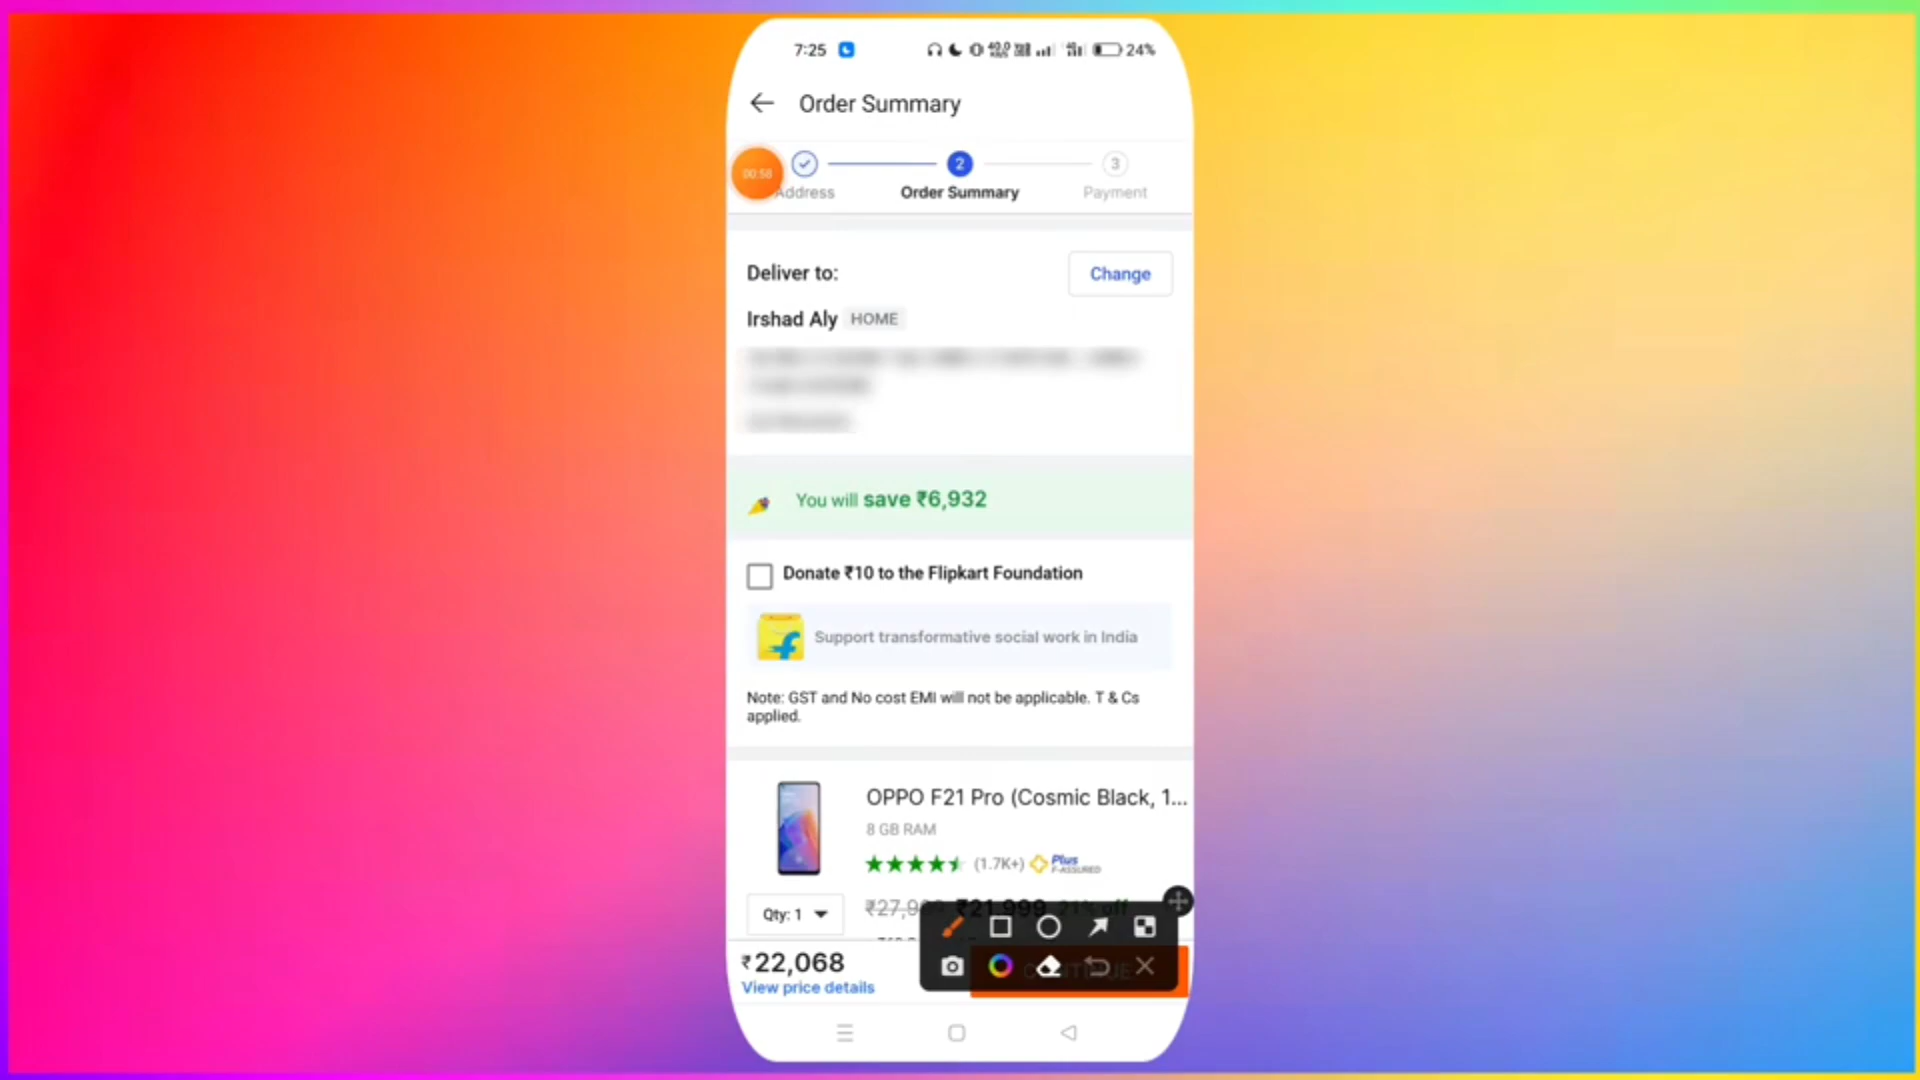 7:25
24%
Order Summary
00:58
2
3
Address
Order Summary
Payment
Deliver to:
Change
Irshad Aly HOME
You will save ₹6,932
Donate ₹10 to the Flipkart Foundation
Support transformative social work in India
Note: GST and No cost EMI will not be applicable. T & Cs
applied.
OPPO F21 Pro (Cosmic Black, 1...
8 GB RAM
(1.7K+) Plus
F-ASSURED
Qty: 1
₹21,999 21% off
₹22,068
CONTINUE
View price details